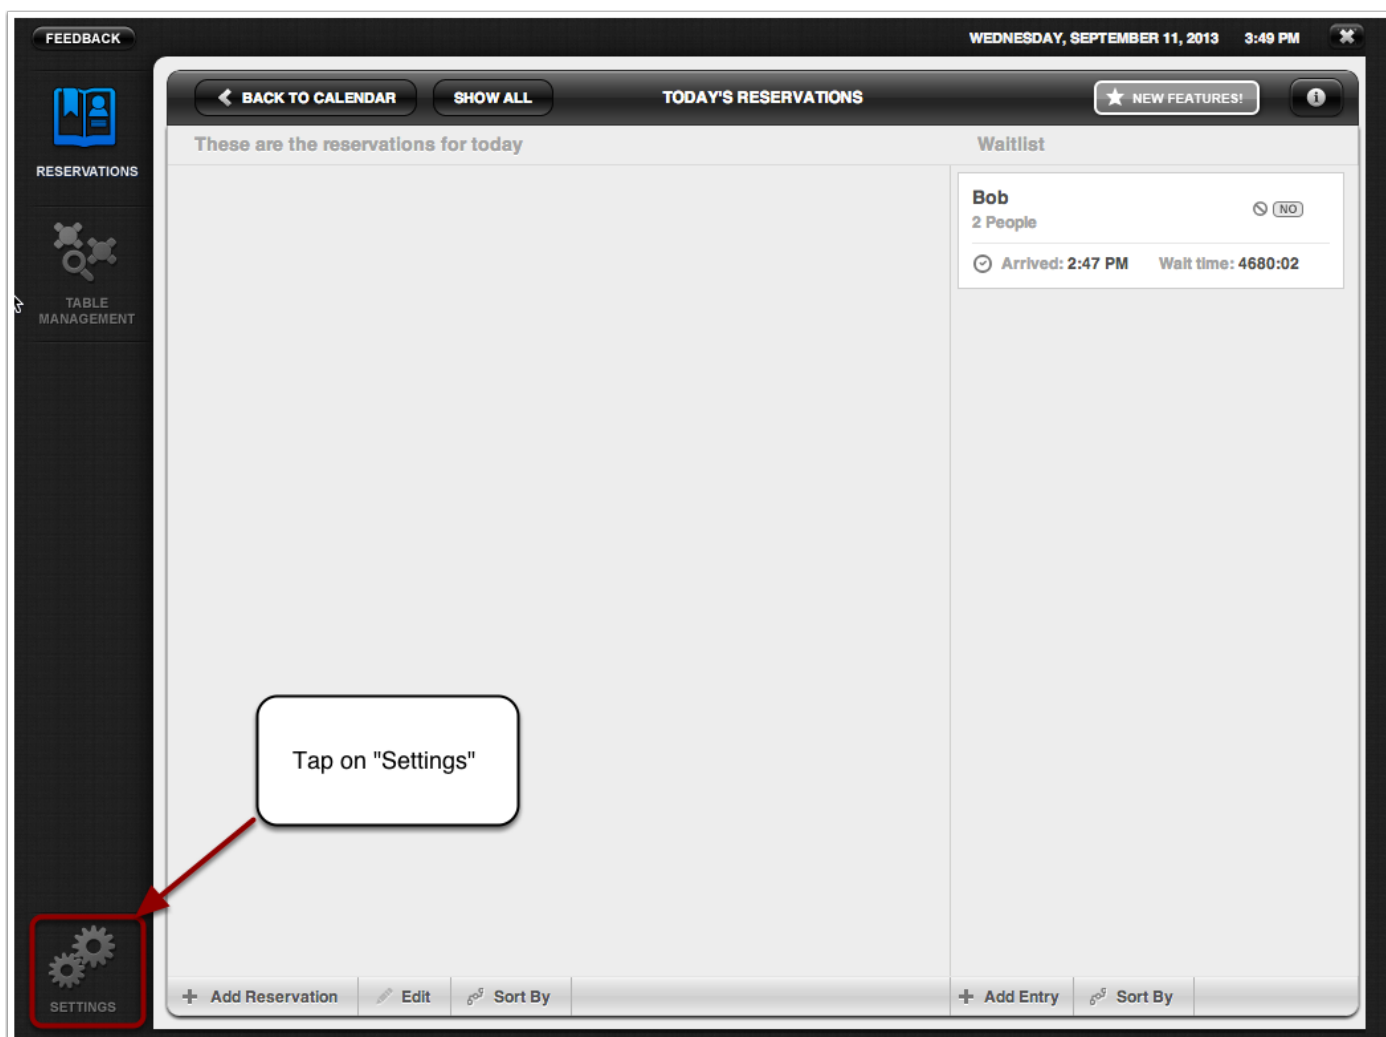 FEEDBACK
WEDNESDAY, SEPTEMBER 11, 2013 3:49 PM
BACK TO CALENDAR SHOW ALL TODAY'S RESERVATIONS NEW FEATURES!
These are the reservations for today Waitlist
RESERVATIONS
Bob
NO
2 People
Arrived: 2:47 PM Wait time: 4680:02
TABLE
MANAGEMENT
Tap on "Settings"
SETTINGS
Add Reservation Edit Sort By Add Entry Sort By